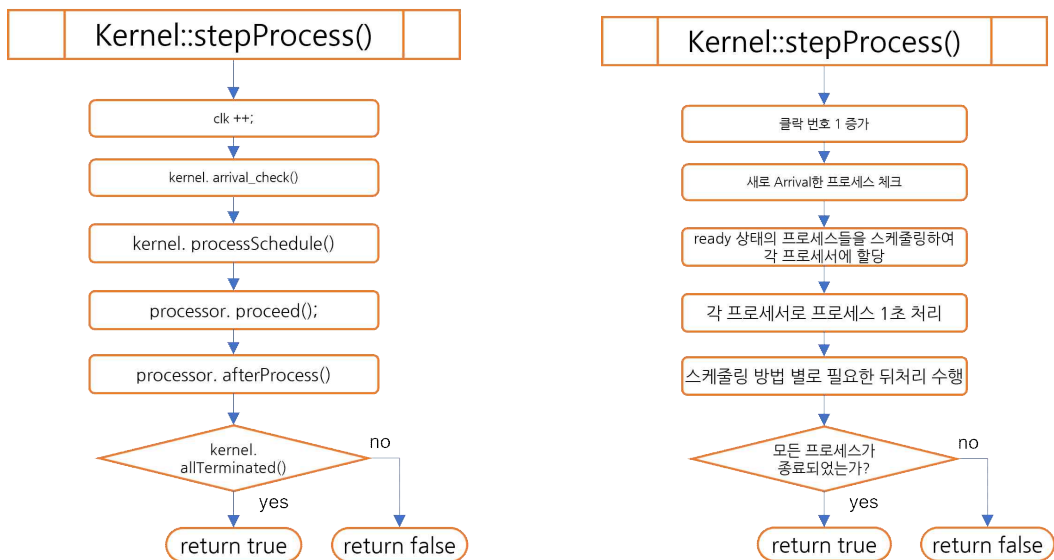 Kernel::stepProcess()
clk ++;
kernel. arrival_check()
kernel. processSchedule()
processor. proceed();
processor. afterProcess()
kernel.
allTerminated()
no
yes
return true
return false
Kernel::stepProcess()
클락 번호 1 증가
새로 Arrival한 프로세스 체크
ready 상태의 프로세스들을 스케줄링하여
각 프로세서에 할당
각 프로세서로 프로세스 1초 처리
스케줄링 방법 별로 필요한 뒤처리 수행
모든 프로세스가
종료되었는가?
no
yes
return true
return false